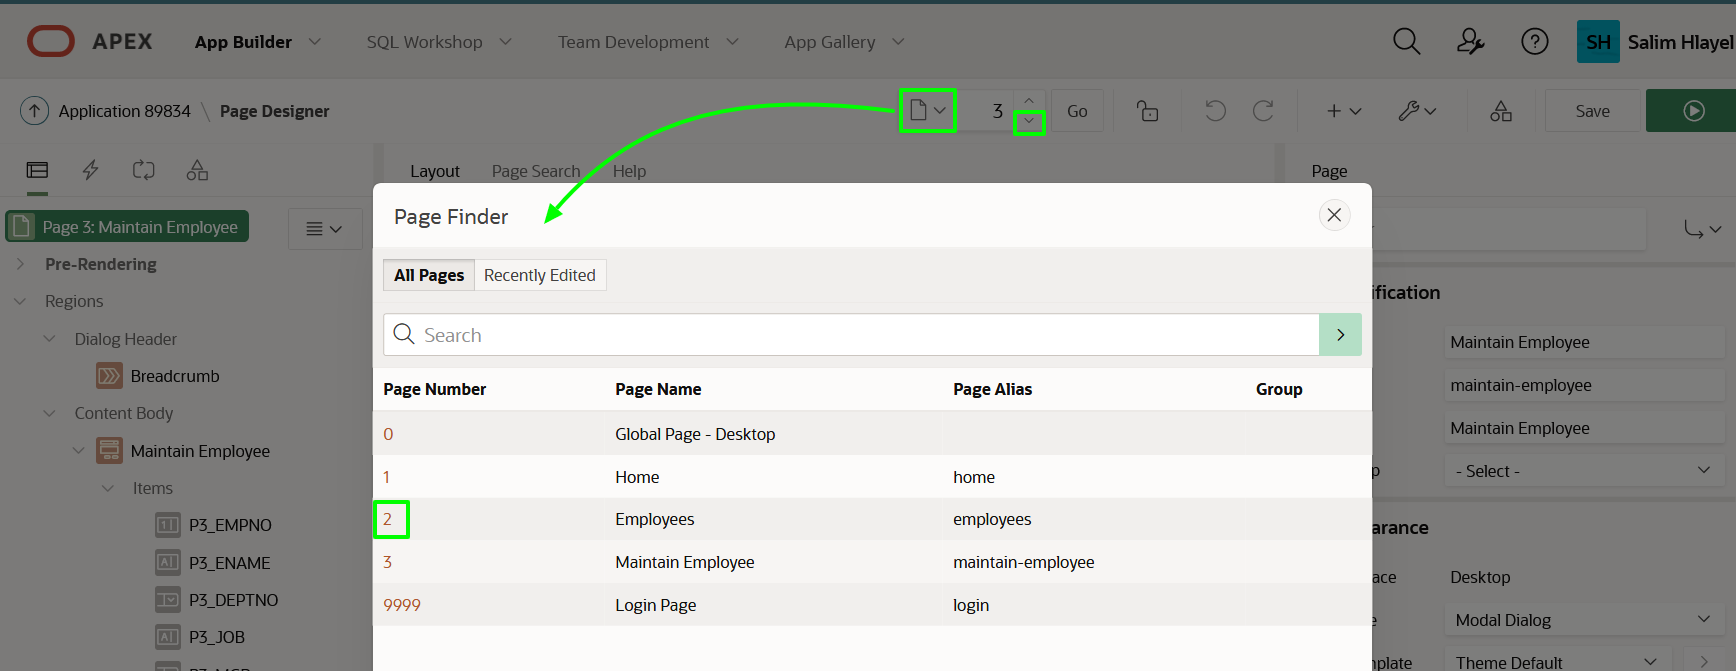 APEX App Builder SQL Workshop Team Development App Gallery SH Salim Hlayel
Application 89834 \ Page Designer 3 Go Save
Layout Page Search Help Page
Page 3: Maintain Employee
Pre-Rendering
Regions
Dialog Header
Breadcrumb
Content Body
Maintain Employee
Items
P3_EMPNO
P3_ENAME
P3_DEPTNO
P3_JOB
Page Finder
All Pages Recently Edited
Search
Page Number Page Name Page Alias Group
0 Global Page - Desktop
1 Home home
2 Employees employees
3 Maintain Employee maintain-employee
9999 Login Page login
ification
Maintain Employee
maintain-employee
Maintain Employee
p - Select -
arance
ace Desktop
e Modal Dialog
plate Theme Default